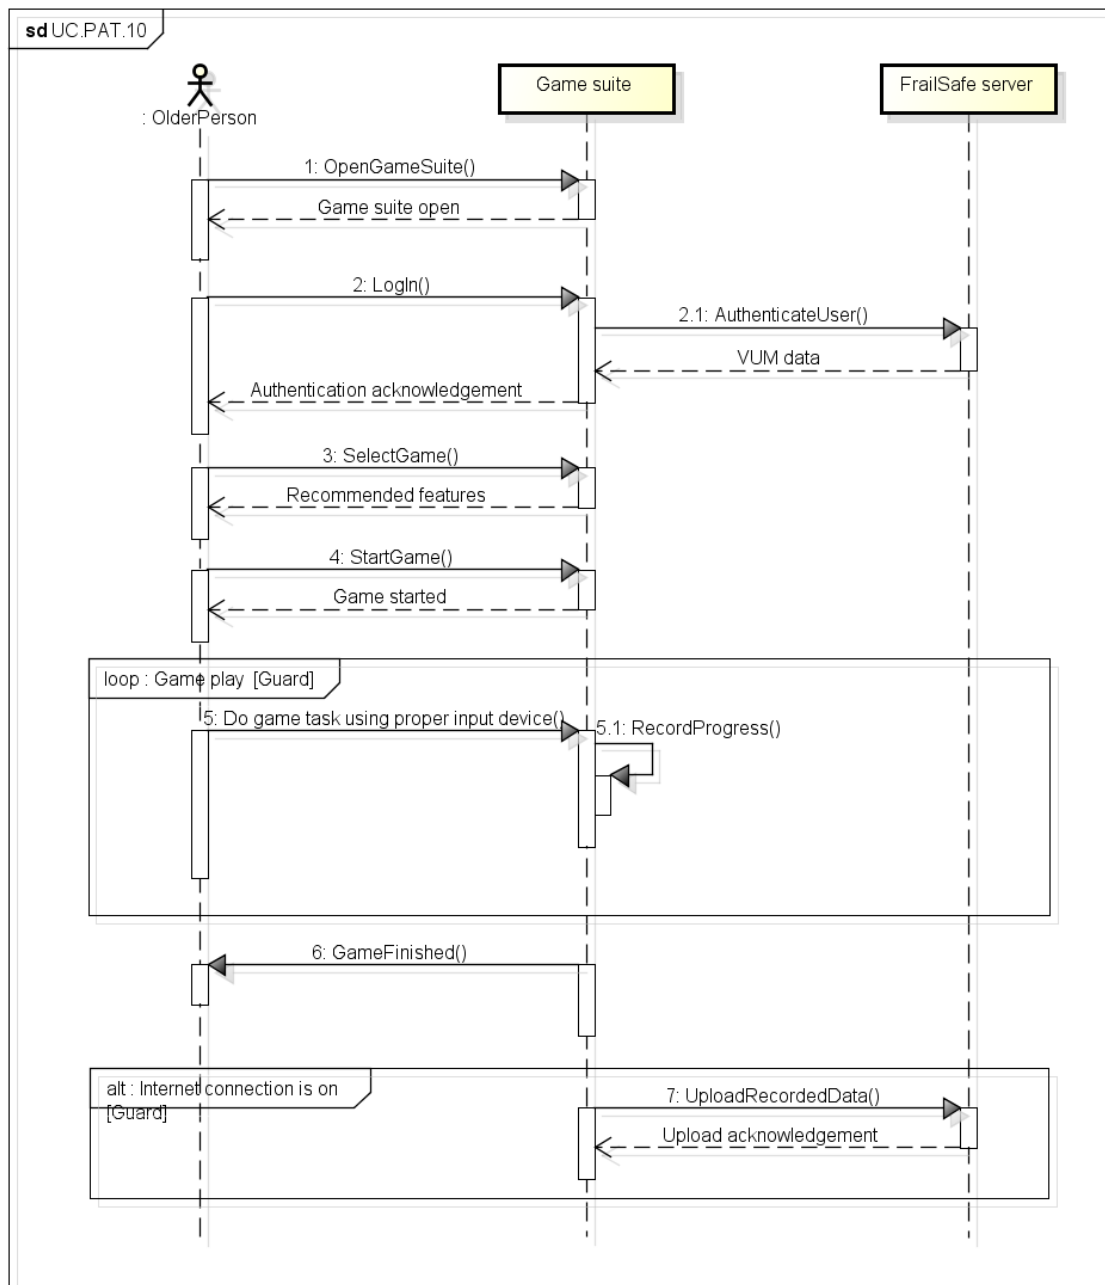 sd UC.PAT.10
: OlderPerson
Game suite
FrailSafe server
1: OpenGameSuite()
Game suite open
2: LogIn()
2.1: AuthenticateUser()
VUM data
Authentication acknowledgement
3: SelectGame()
Recommended features
4: StartGame()
Game started
loop : Game play [Guard]
5: Do game task using proper input device()
5.1: RecordProgress()
6: GameFinished()
alt : Internet connection is on
[Guard]
7: UploadRecordedData()
Upload acknowledgement